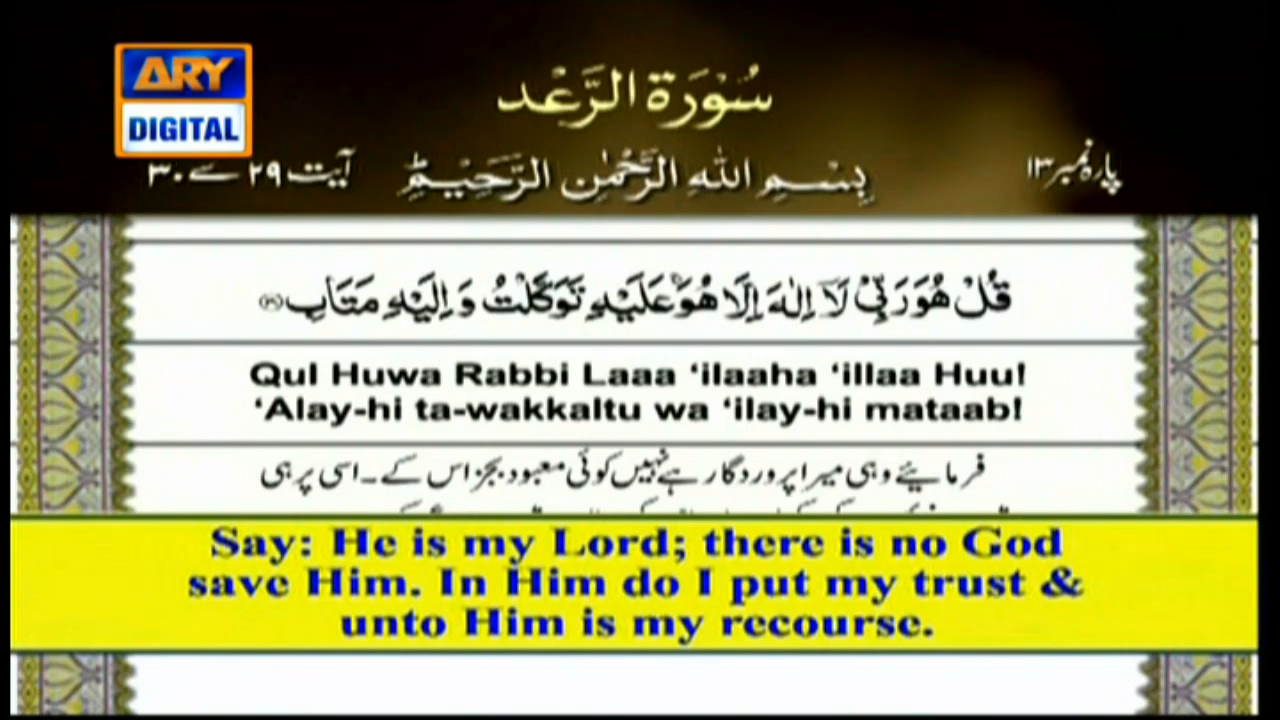 ARY
DIGITAL
سُوْرَةُ الرَّعْد
پارہ نمبر ۱۳
بِسْمِ اللهِ الرَّحْمٰنِ الرَّحِيْمِ
آیت ۲۹ سے ۳۰
قُلْ هُوَ رَبِّيْ لَآ اِلٰهَ اِلَّا هُوَ ۚ عَلَيْهِ تَوَكَّلْتُ وَ اِلَيْهِ مَتَابِ ﴿۳۰﴾
Qul Huwa Rabbi Laaa ‘ilaaha ‘illaa Huu!
‘Alay-hi ta-wakkaltu wa ‘ilay-hi mataab!
فرمایئے وہی میرا پروردگار ہے نہیں کوئی معبود بجز اس کے ۔ اسی پر ہی
Say: He is my Lord; there is no God
save Him. In Him do I put my trust &
unto Him is my recourse.